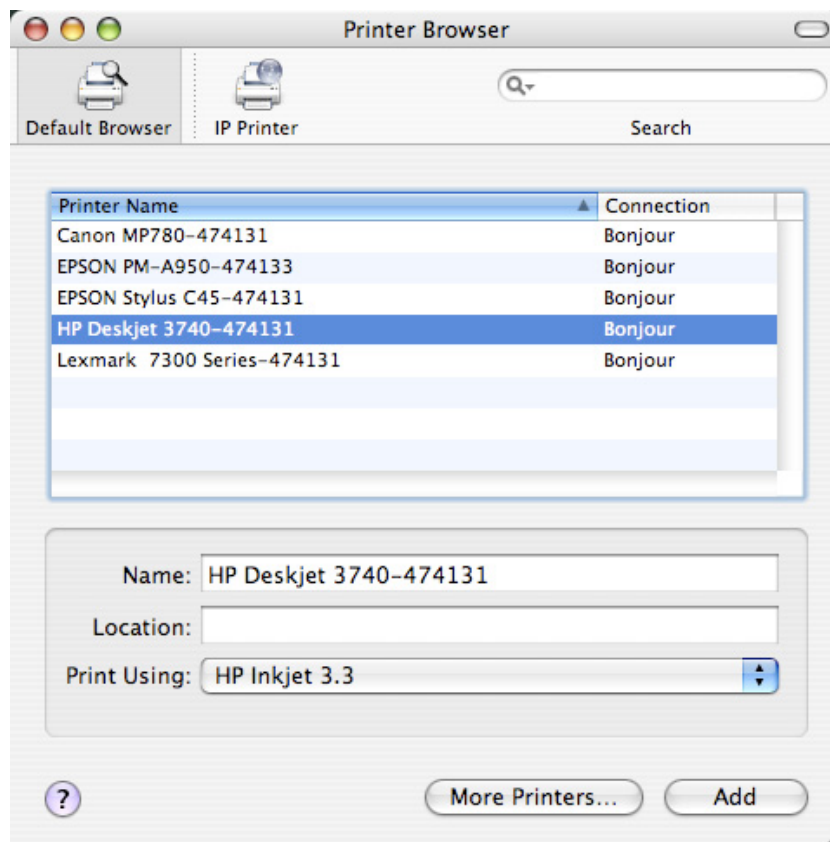 Printer Browser
Default Browser
IP Printer
Search
Printer Name Connection
Canon MP780-474131 Bonjour
EPSON PM-A950-474133 Bonjour
EPSON Stylus C45-474131 Bonjour
HP Deskjet 3740-474131 Bonjour
Lexmark  7300 Series-474131 Bonjour
Name: HP Deskjet 3740-474131
Location:
Print Using: HP Inkjet 3.3
? More Printers... Add